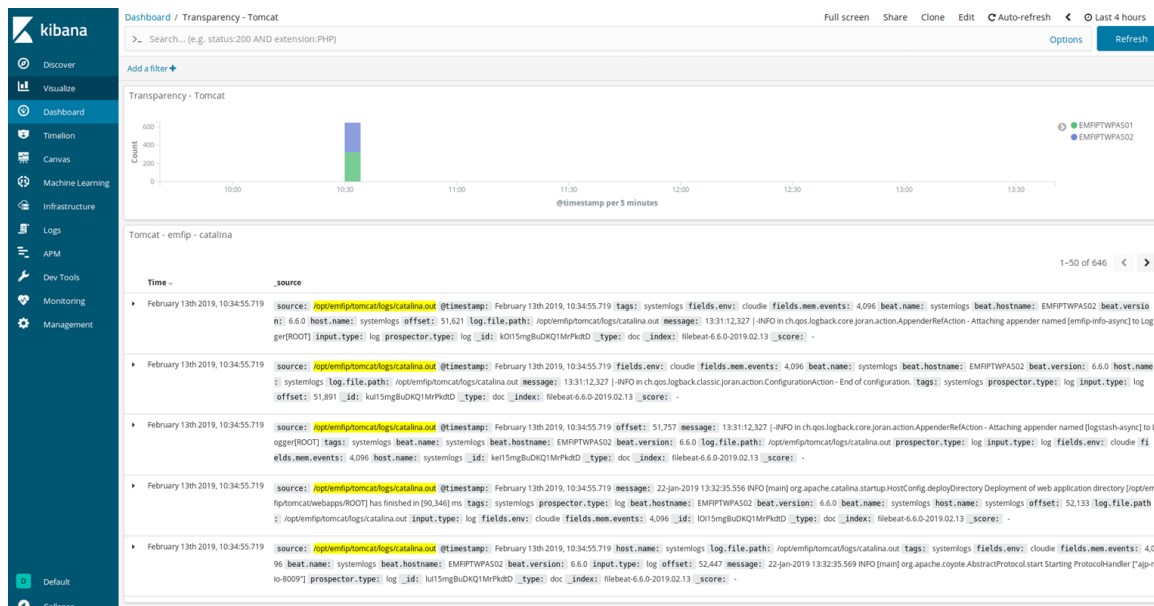 kibana
Discover
Visualize
Dashboard
Timelion
Canvas
Machine Learning
Infrastructure
Logs
APM
Dev Tools
Monitoring
Management
D Default
Collapse
Dashboard / Transparency - Tomcat
Full screen Share Clone Edit Auto-refresh Last 4 hours
>_ Search... (e.g. status:200 AND extension:PHP)
Options Refresh
Add a filter +
Transparency - Tomcat
Count
600
400
200
0
10:00 10:30 11:00 11:30 12:00 12:30 13:00 13:30
@timestamp per 5 minutes
EMFIPTWPAS01
EMFIPTWPAS02
Tomcat - emfip - catalina
1–50 of 646
Time _source
February 13th 2019, 10:34:55.719 source: /opt/emfip/tomcat/logs/catalina.out @timestamp: February 13th 2019, 10:34:55.719 tags: systemlogs fields.env: cloudie fields.mem.events: 4,096 beat.name: systemlogs beat.hostname: EMFIPTWPAS02 beat.versio
n: 6.6.0 host.name: systemlogs offset: 51,621 log.file.path: /opt/emfip/tomcat/logs/catalina.out message: 13:31:12,327 |-INFO in ch.qos.logback.core.joran.action.AppenderRefAction - Attaching appender named [emfip-info-async] to Log
ger[ROOT] input.type: log prospector.type: log _id: kOI15mgBuDKQ1MrPkdtD _type: doc _index: filebeat-6.6.0-2019.02.13 _score: -
February 13th 2019, 10:34:55.719 source: /opt/emfip/tomcat/logs/catalina.out @timestamp: February 13th 2019, 10:34:55.719 fields.env: cloudie fields.mem.events: 4,096 beat.name: systemlogs beat.hostname: EMFIPTWPAS02 beat.version: 6.6.0 host.name
: systemlogs log.file.path: /opt/emfip/tomcat/logs/catalina.out message: 13:31:12,327 |-INFO in ch.qos.logback.classic.joran.action.ConfigurationAction - End of configuration. tags: systemlogs prospector.type: log input.type: log
offset: 51,891 _id: kuI15mgBuDKQ1MrPkdtD _type: doc _index: filebeat-6.6.0-2019.02.13 _score: -
February 13th 2019, 10:34:55.719 source: /opt/emfip/tomcat/logs/catalina.out @timestamp: February 13th 2019, 10:34:55.719 offset: 51,757 message: 13:31:12,327 |-INFO in ch.qos.logback.core.joran.action.AppenderRefAction - Attaching appender named [logstash-async] to L
ogger[ROOT] tags: systemlogs beat.name: systemlogs beat.hostname: EMFIPTWPAS02 beat.version: 6.6.0 log.file.path: /opt/emfip/tomcat/logs/catalina.out prospector.type: log input.type: log fields.env: cloudie fi
elds.mem.events: 4,096 host.name: systemlogs _id: keI15mgBuDKQ1MrPkdtD _type: doc _index: filebeat-6.6.0-2019.02.13 _score: -
February 13th 2019, 10:34:55.719 source: /opt/emfip/tomcat/logs/catalina.out @timestamp: February 13th 2019, 10:34:55.719 message: 22-Jan-2019 13:32:35.556 INFO [main] org.apache.catalina.startup.HostConfig.deployDirectory Deployment of web application directory [/opt/em
fip/tomcat/webapps/ROOT] has finished in [90,346] ms tags: systemlogs prospector.type: log beat.hostname: EMFIPTWPAS02 beat.version: 6.6.0 beat.name: systemlogs host.name: systemlogs offset: 52,133 log.file.path
: /opt/emfip/tomcat/logs/catalina.out input.type: log fields.env: cloudie fields.mem.events: 4,096 _id: lOI15mgBuDKQ1MrPkdtD _type: doc _index: filebeat-6.6.0-2019.02.13 _score: -
February 13th 2019, 10:34:55.719 source: /opt/emfip/tomcat/logs/catalina.out @timestamp: February 13th 2019, 10:34:55.719 host.name: systemlogs log.file.path: /opt/emfip/tomcat/logs/catalina.out tags: systemlogs fields.env: cloudie fields.mem.events: 4,0
96 beat.name: systemlogs beat.hostname: EMFIPTWPAS02 beat.version: 6.6.0 input.type: log offset: 52,447 message: 22-Jan-2019 13:32:35.569 INFO [main] org.apache.coyote.AbstractProtocol.start Starting ProtocolHandler ["ajp-n
io-8009"] prospector.type: log _id: luI15mgBuDKQ1MrPkdtD _type: doc _index: filebeat-6.6.0-2019.02.13 _score: -